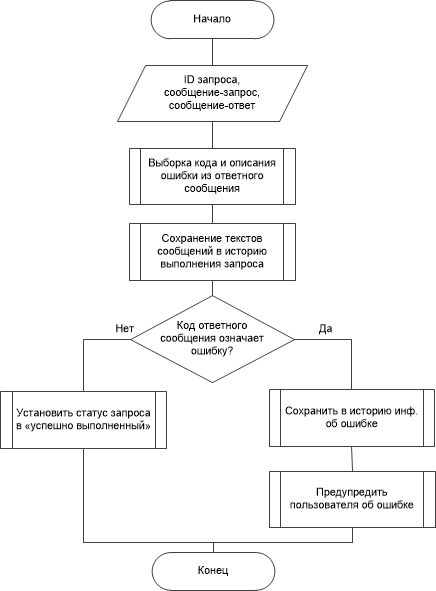 Начало
ID запроса,
сообщение-запрос,
сообщение-ответ
Выборка кода и описания
ошибки из ответного
сообщения
Сохранение текстов
сообщений в историю
выполнения запроса
Нет
Код ответного
сообщения означает
ошибку?
Да
Установить статус запроса
в «успешно выполненный»
Сохранить в историю инф.
об ошибке
Предупредить
пользователя об ошибке
Конец